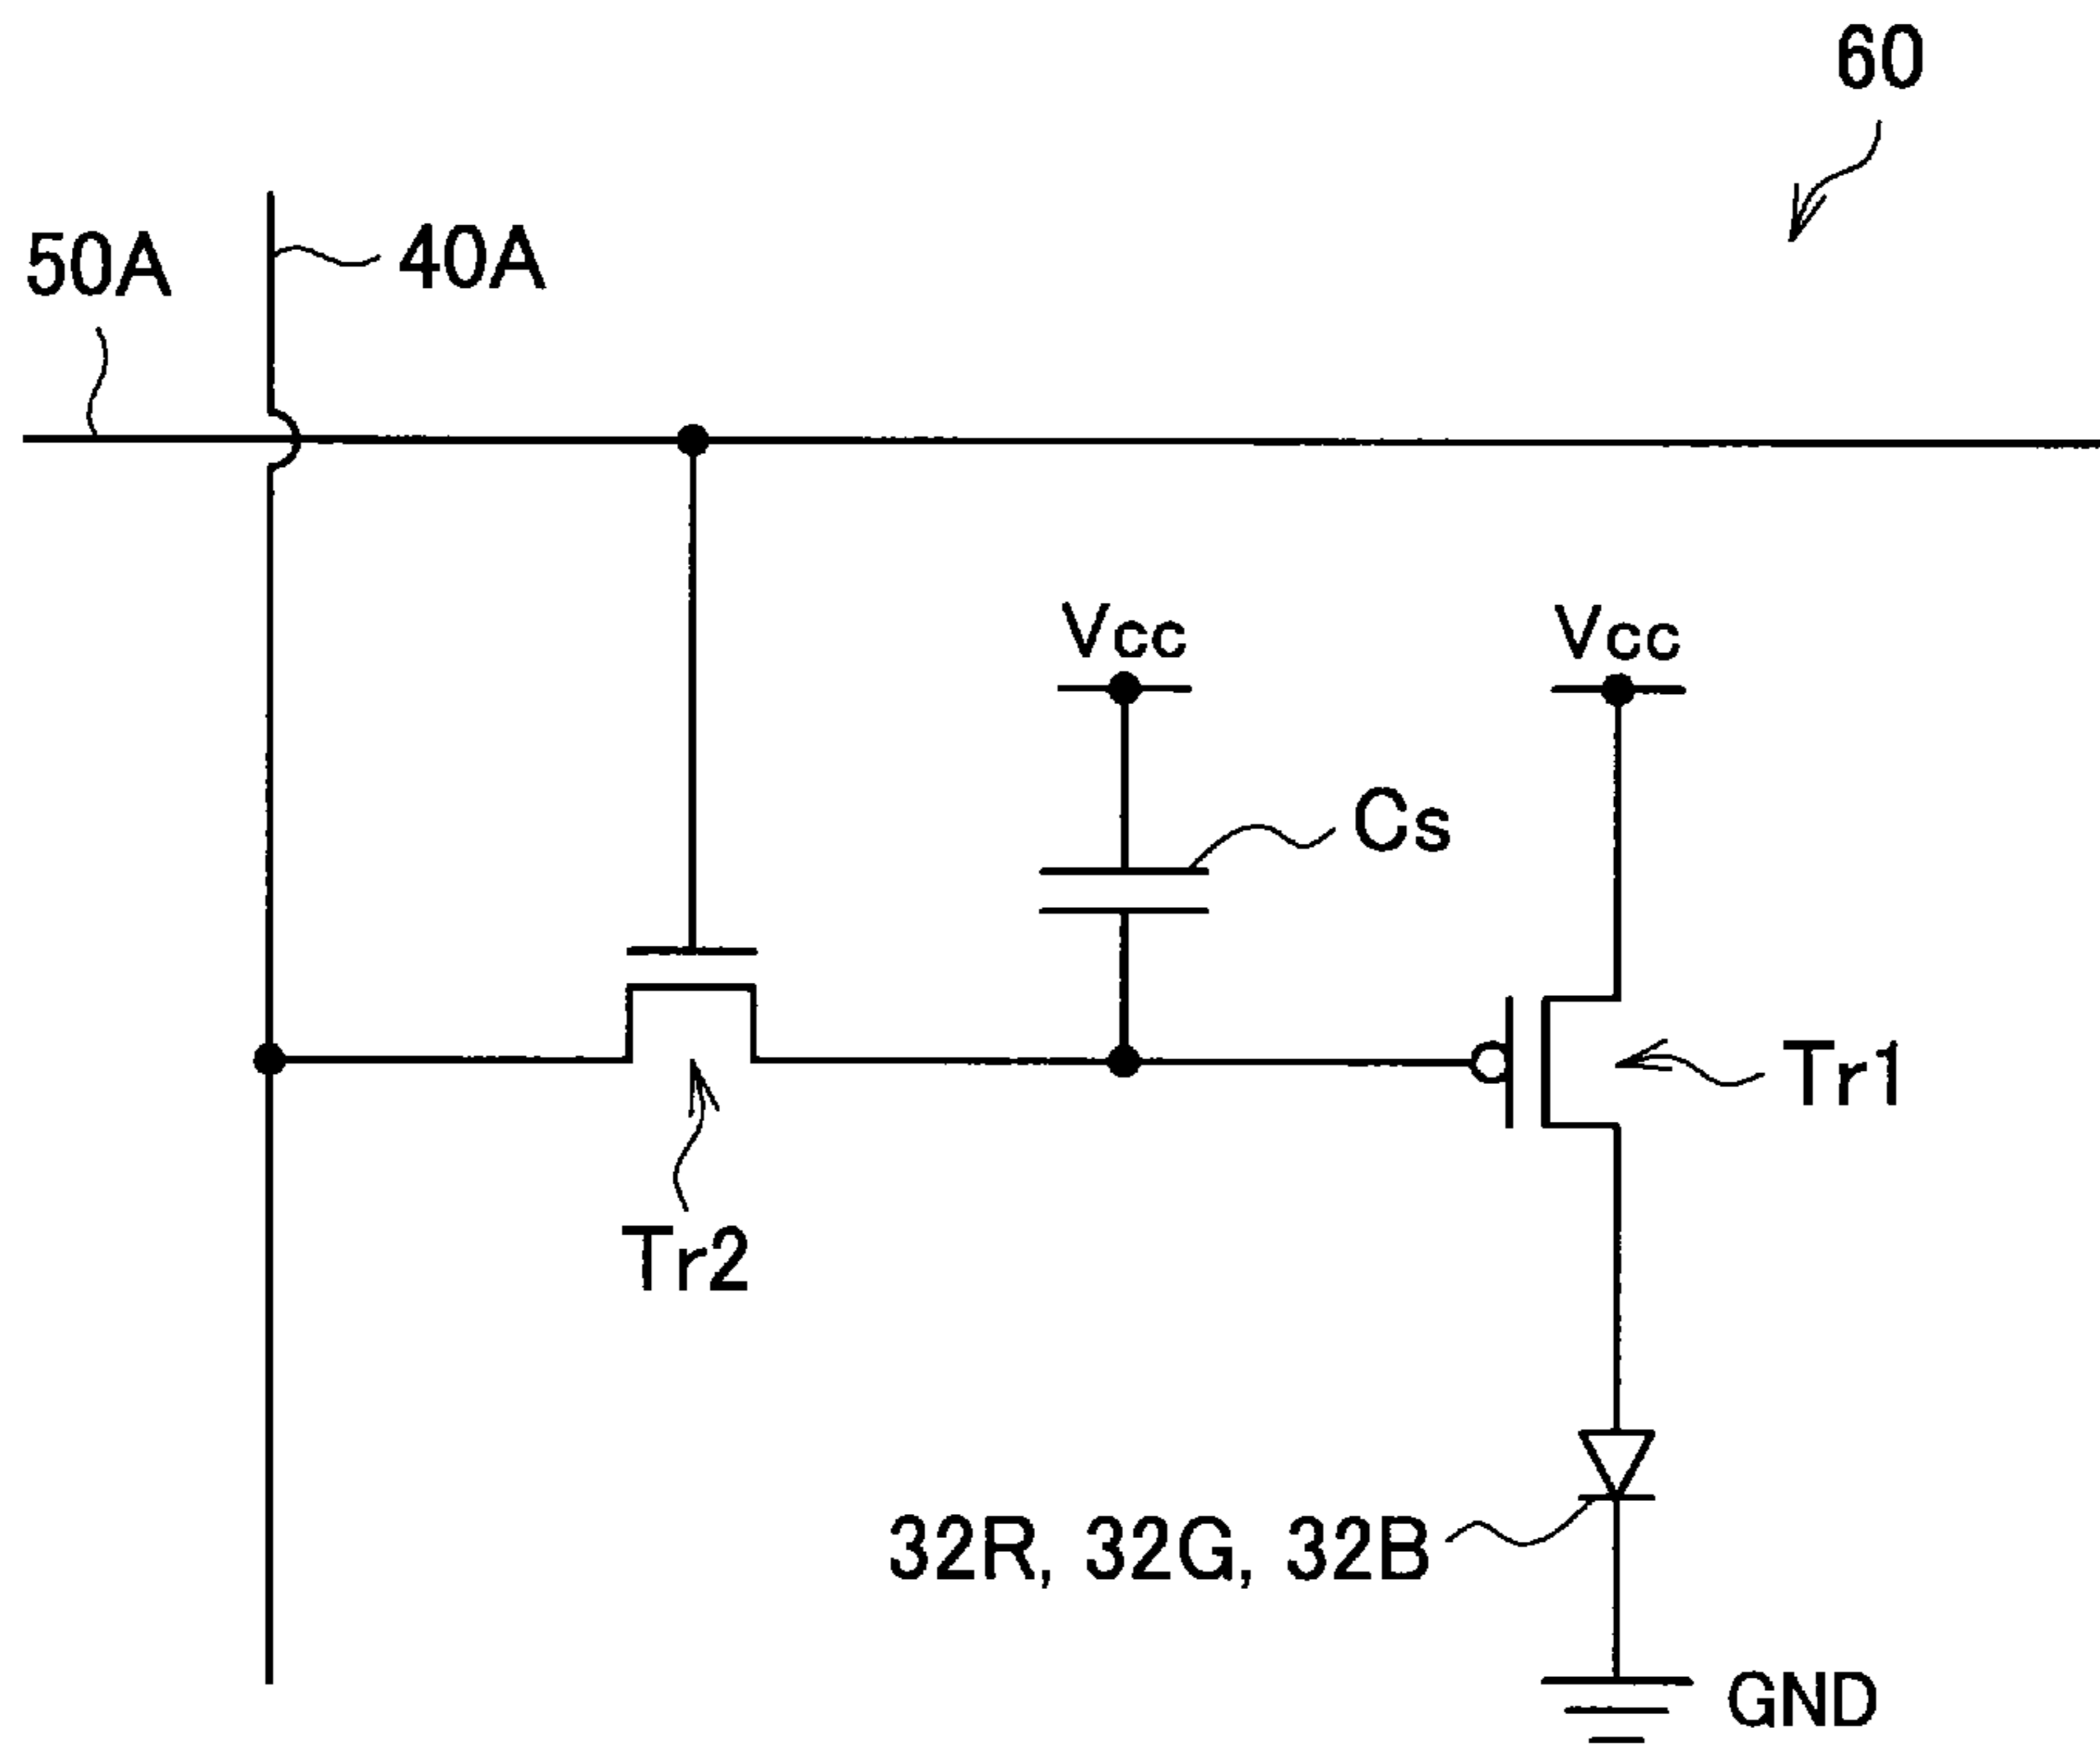 60
50A
40A
Vcc
Vcc
Cs
Tr1
Tr2
32R, 32G, 32B
GND